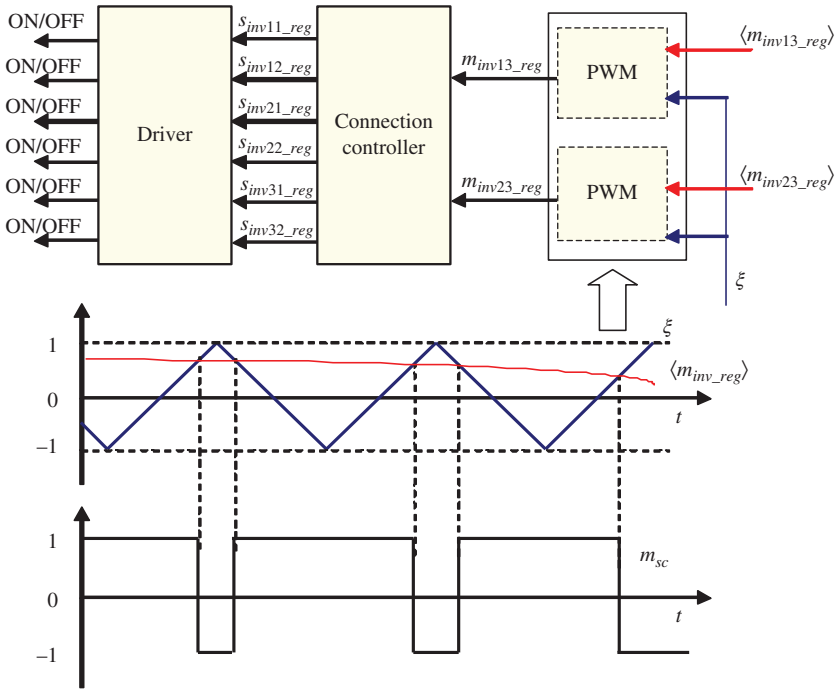 ON/OFF
ON/OFF
ON/OFF
ON/OFF
ON/OFF
ON/OFF
Driver
s_inv11_reg
s_inv12_reg
s_inv21_reg
s_inv22_reg
s_inv31_reg
s_inv32_reg
Connection
controller
m_inv13_reg
m_inv23_reg
PWM
PWM
⟨m_inv13_reg⟩
⟨m_inv23_reg⟩
ξ
1
0
−1
ξ
⟨m_inv_reg⟩
t
1
0
−1
m_sc
t